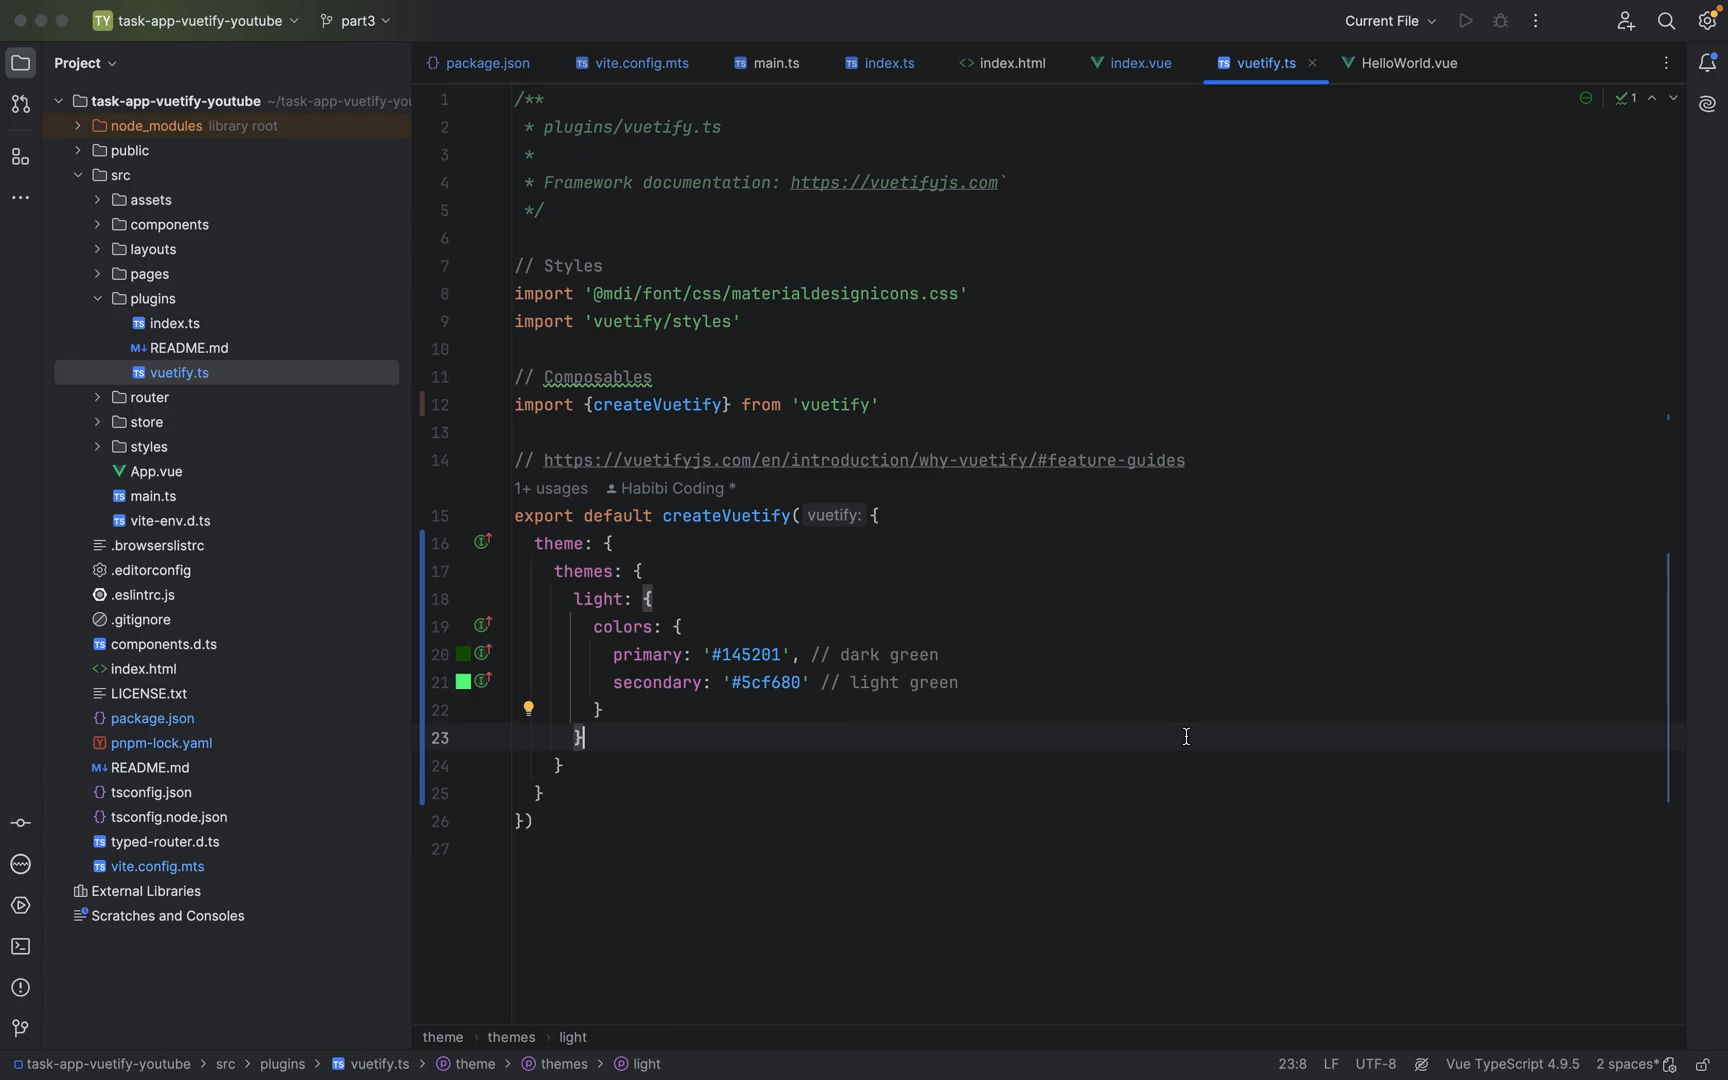 TY task-app-vuetify-youtube part3 Current File
Project
package.json vite.config.mts main.ts index.ts index.html index.vue vuetify.ts HelloWorld.vue
task-app-vuetify-youtube ~/task-app-vuetify-you
node_modules library root
public
src
assets
components
layouts
pages
plugins
index.ts
README.md
vuetify.ts
router
store
styles
App.vue
main.ts
vite-env.d.ts
.browserslistrc
.editorconfig
.eslintrc.js
.gitignore
components.d.ts
index.html
LICENSE.txt
package.json
pnpm-lock.yaml
README.md
tsconfig.json
tsconfig.node.json
typed-router.d.ts
vite.config.mts
External Libraries
Scratches and Consoles
1 /**
2 * plugins/vuetify.ts
3 *
4 * Framework documentation: https://vuetifyjs.com`
5 */
6
7 // Styles
8 import '@mdi/font/css/materialdesignicons.css'
9 import 'vuetify/styles'
10
11 // Composables
12 import {createVuetify} from 'vuetify'
13
14 // https://vuetifyjs.com/en/introduction/why-vuetify/#feature-guides
1+ usages Habibi Coding *
15 export default createVuetify( vuetify: {
16 theme: {
17 themes: {
18 light: {
19 colors: {
20 primary: '#145201', // dark green
21 secondary: '#5cf680' // light green
22 }
23 }
24 }
25 }
26 })
27
1
theme themes light
task-app-vuetify-youtube src plugins vuetify.ts theme themes light 23:8 LF UTF-8 Vue TypeScript 4.9.5 2 spaces*